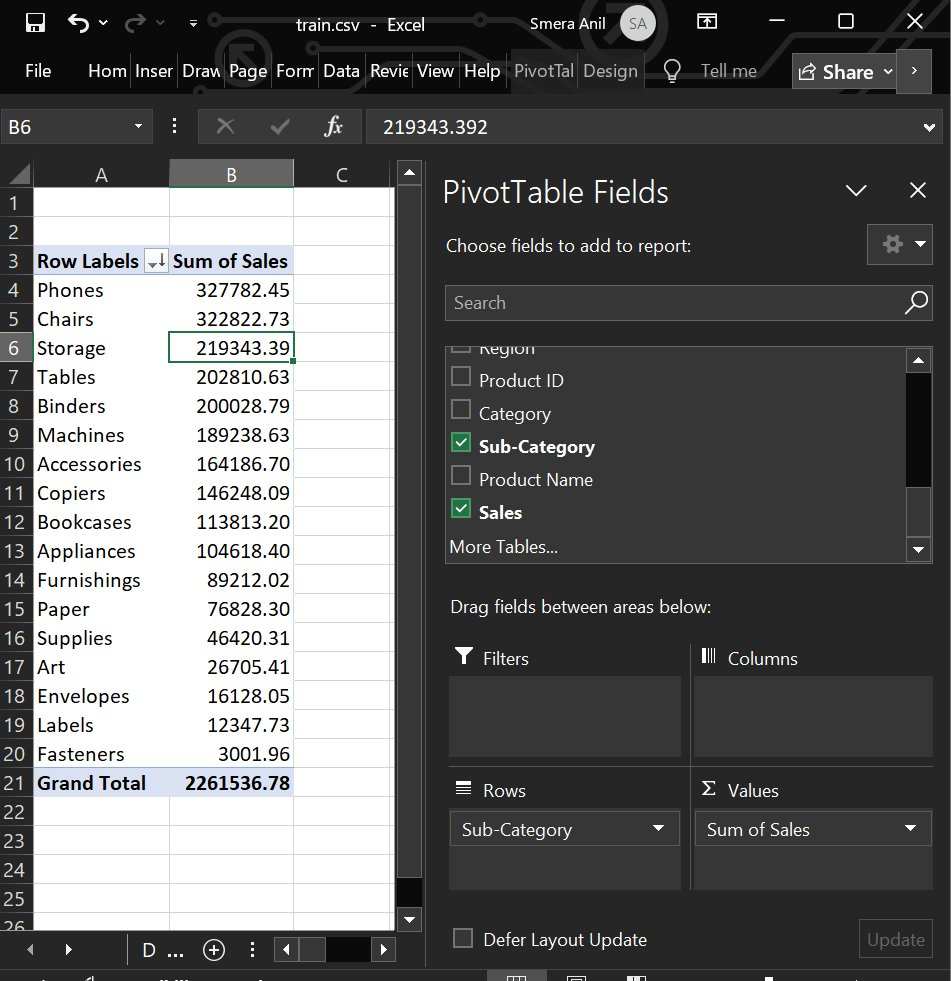 train.csv - Excel
Smera Anil SA
File Hom Inser Draw Page Form Data Revie View Help PivotTal Design Tell me Share
B6 fx 219343.392
A B C
1
2
3 Row Labels Sum of Sales
4 Phones 327782.45
5 Chairs 322822.73
6 Storage 219343.39
7 Tables 202810.63
8 Binders 200028.79
9 Machines 189238.63
10 Accessories 164186.70
11 Copiers 146248.09
12 Bookcases 113813.20
13 Appliances 104618.40
14 Furnishings 89212.02
15 Paper 76828.30
16 Supplies 46420.31
17 Art 26705.41
18 Envelopes 16128.05
19 Labels 12347.73
20 Fasteners 3001.96
21 Grand Total 2261536.78
22
23
24
25
26
D ...
PivotTable Fields
Choose fields to add to report:
Search
Region
Product ID
Category
Sub-Category
Product Name
Sales
More Tables...
Drag fields between areas below:
Filters
Columns
Rows
Σ Values
Sub-Category
Sum of Sales
Defer Layout Update
Update